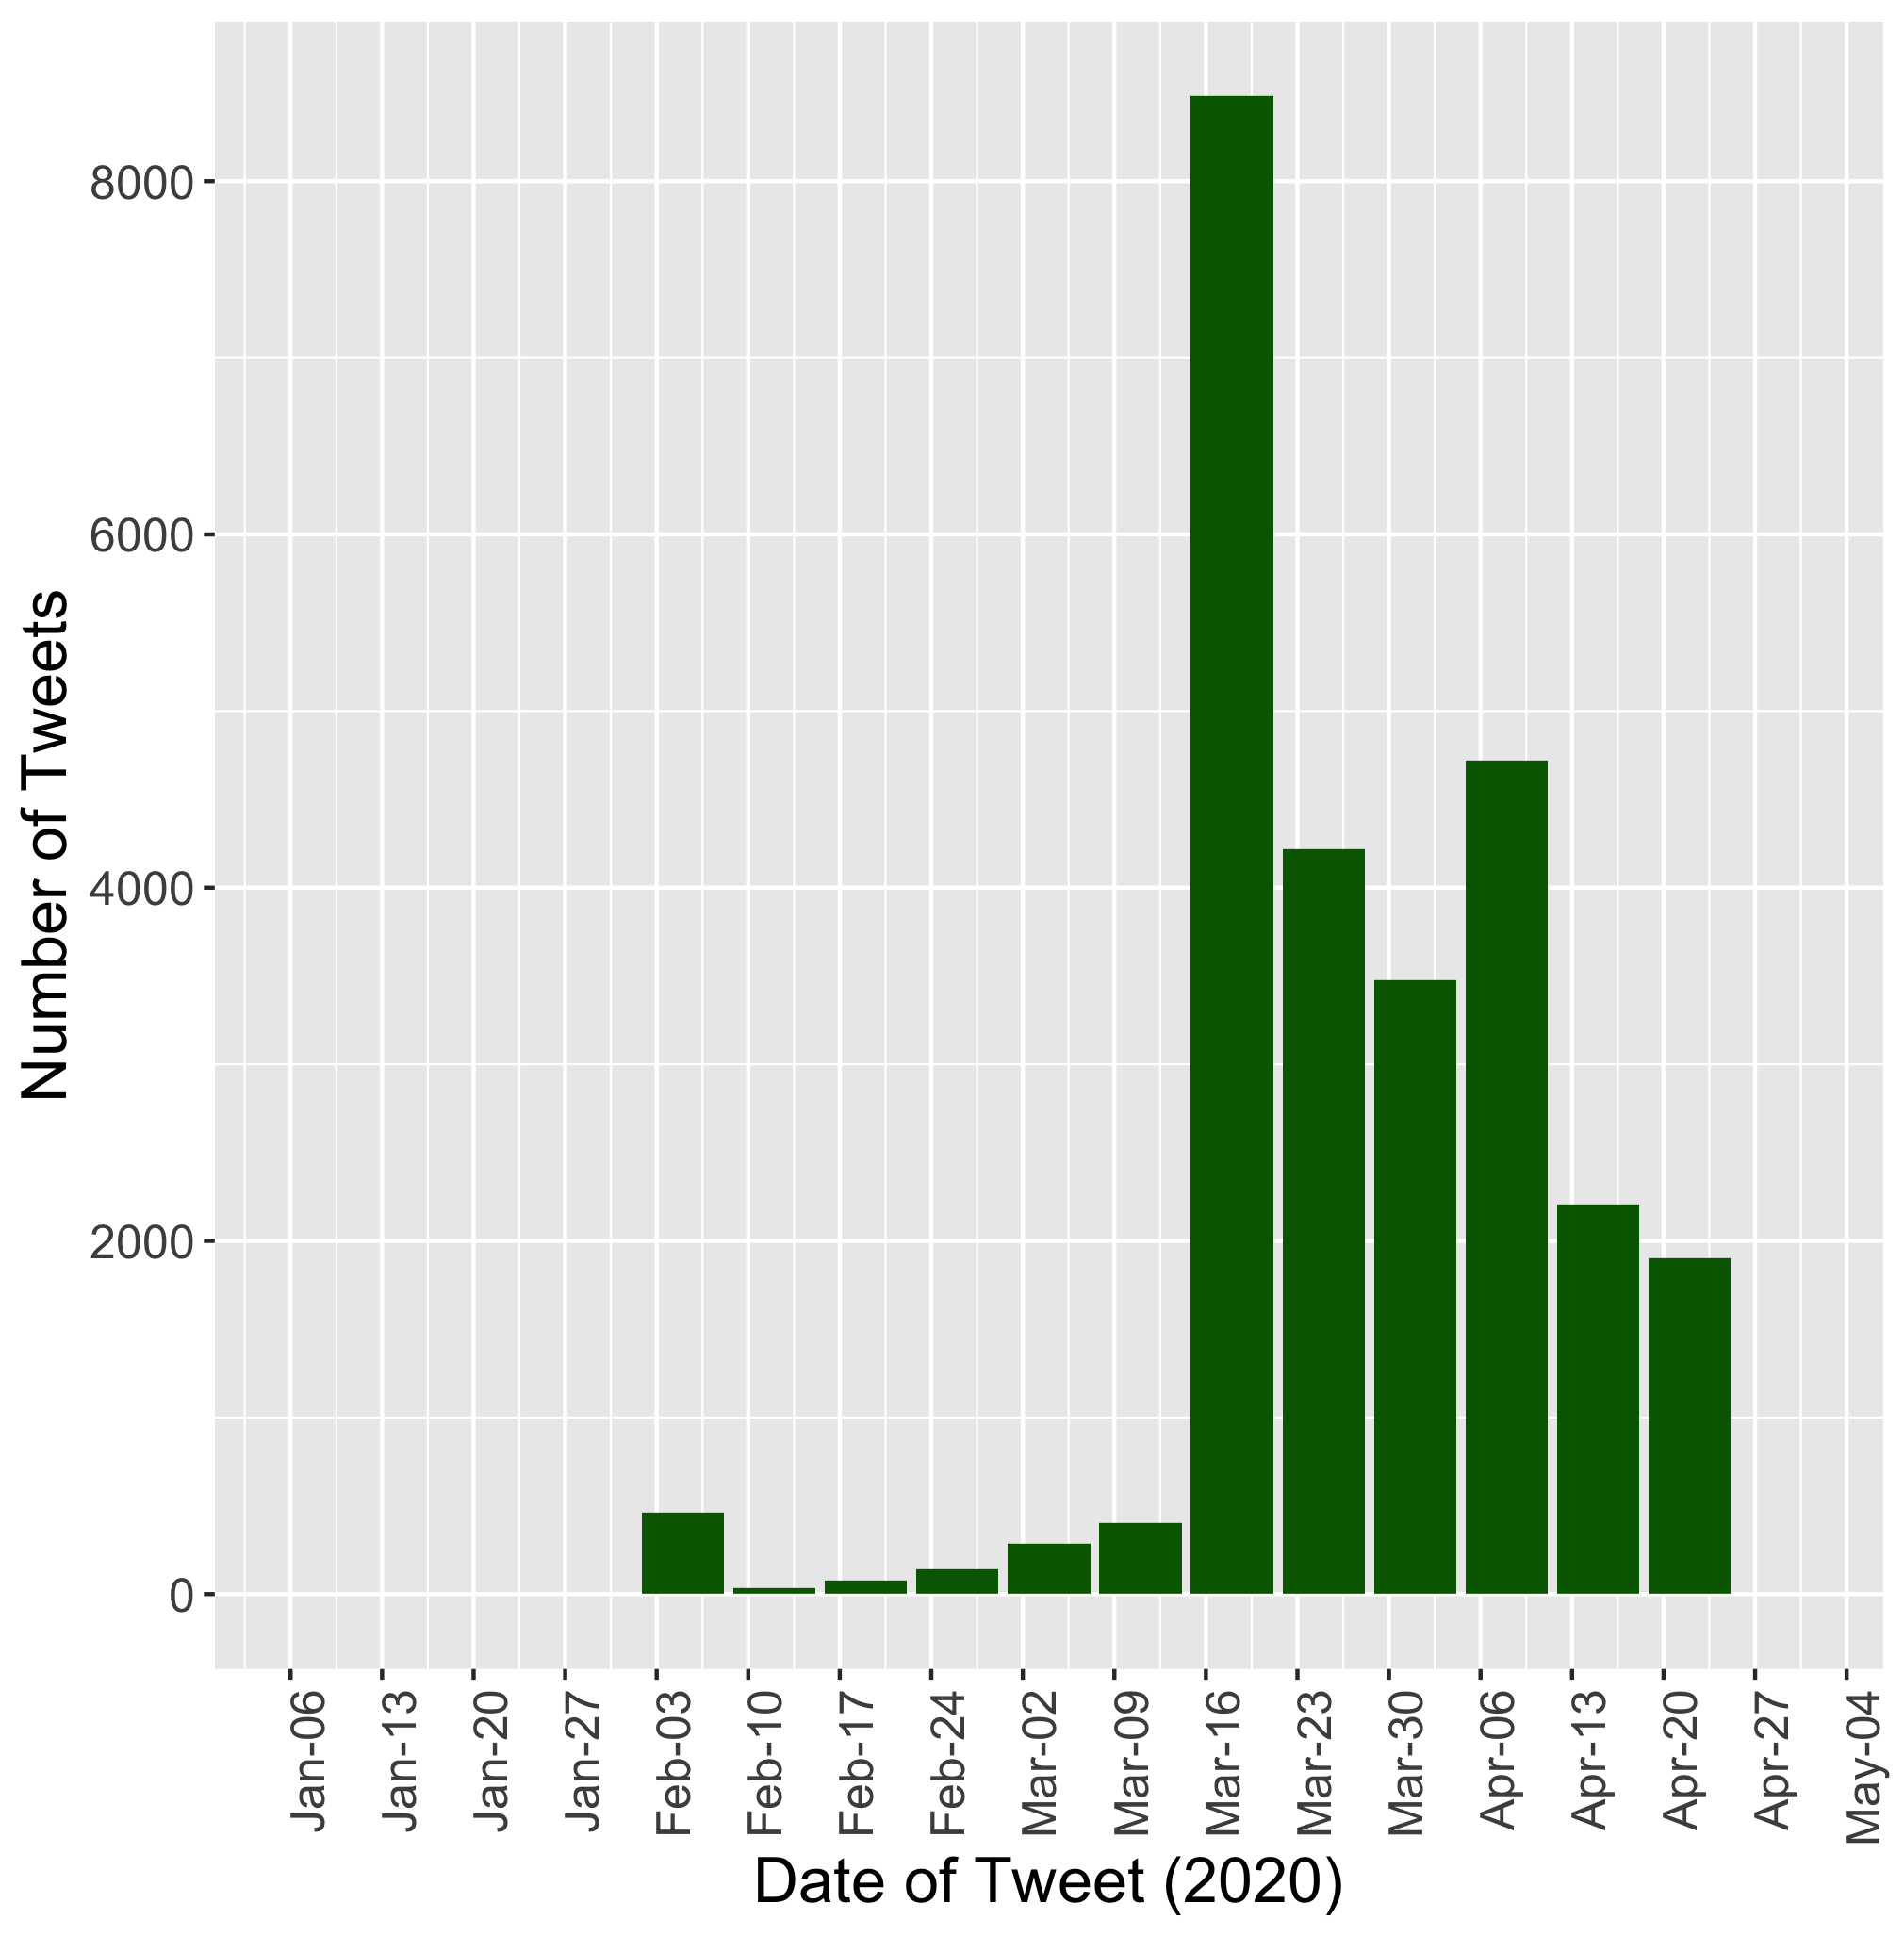 Number of Tweets
8000
6000
4000
2000
0
Jan-06
Jan-13
Jan-20
Jan-27
Feb-03
Feb-10
Feb-17
Feb-24
Mar-02
Mar-09
Mar-16
Mar-23
Mar-30
Apr-06
Apr-13
Apr-20
Apr-27
May-04
Date of Tweet (2020)